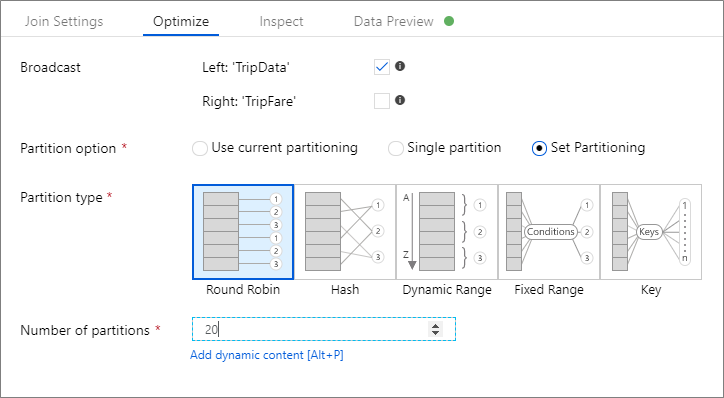 Join Settings Optimize Inspect Data Preview
Broadcast Left: 'TripData'
Right: 'TripFare'
Partition option * Use current partitioning Single partition Set Partitioning
Partition type *
1 2 3 1 2 3
1 2 3
A Z 1 2 3
Conditions 1 2 3
Keys 1 n
Round Robin Hash Dynamic Range Fixed Range Key
Number of partitions * 20
Add dynamic content [Alt+P]